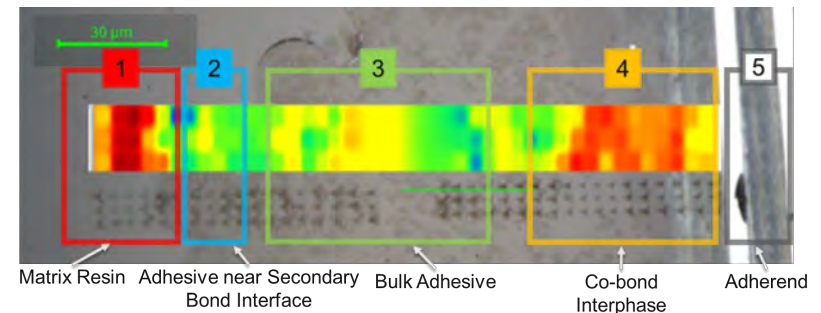 30 µm
1
2
3
4
5
Matrix Resin
Adhesive near Secondary
Bond Interface
Bulk Adhesive
Co-bond
Interphase
Adherend